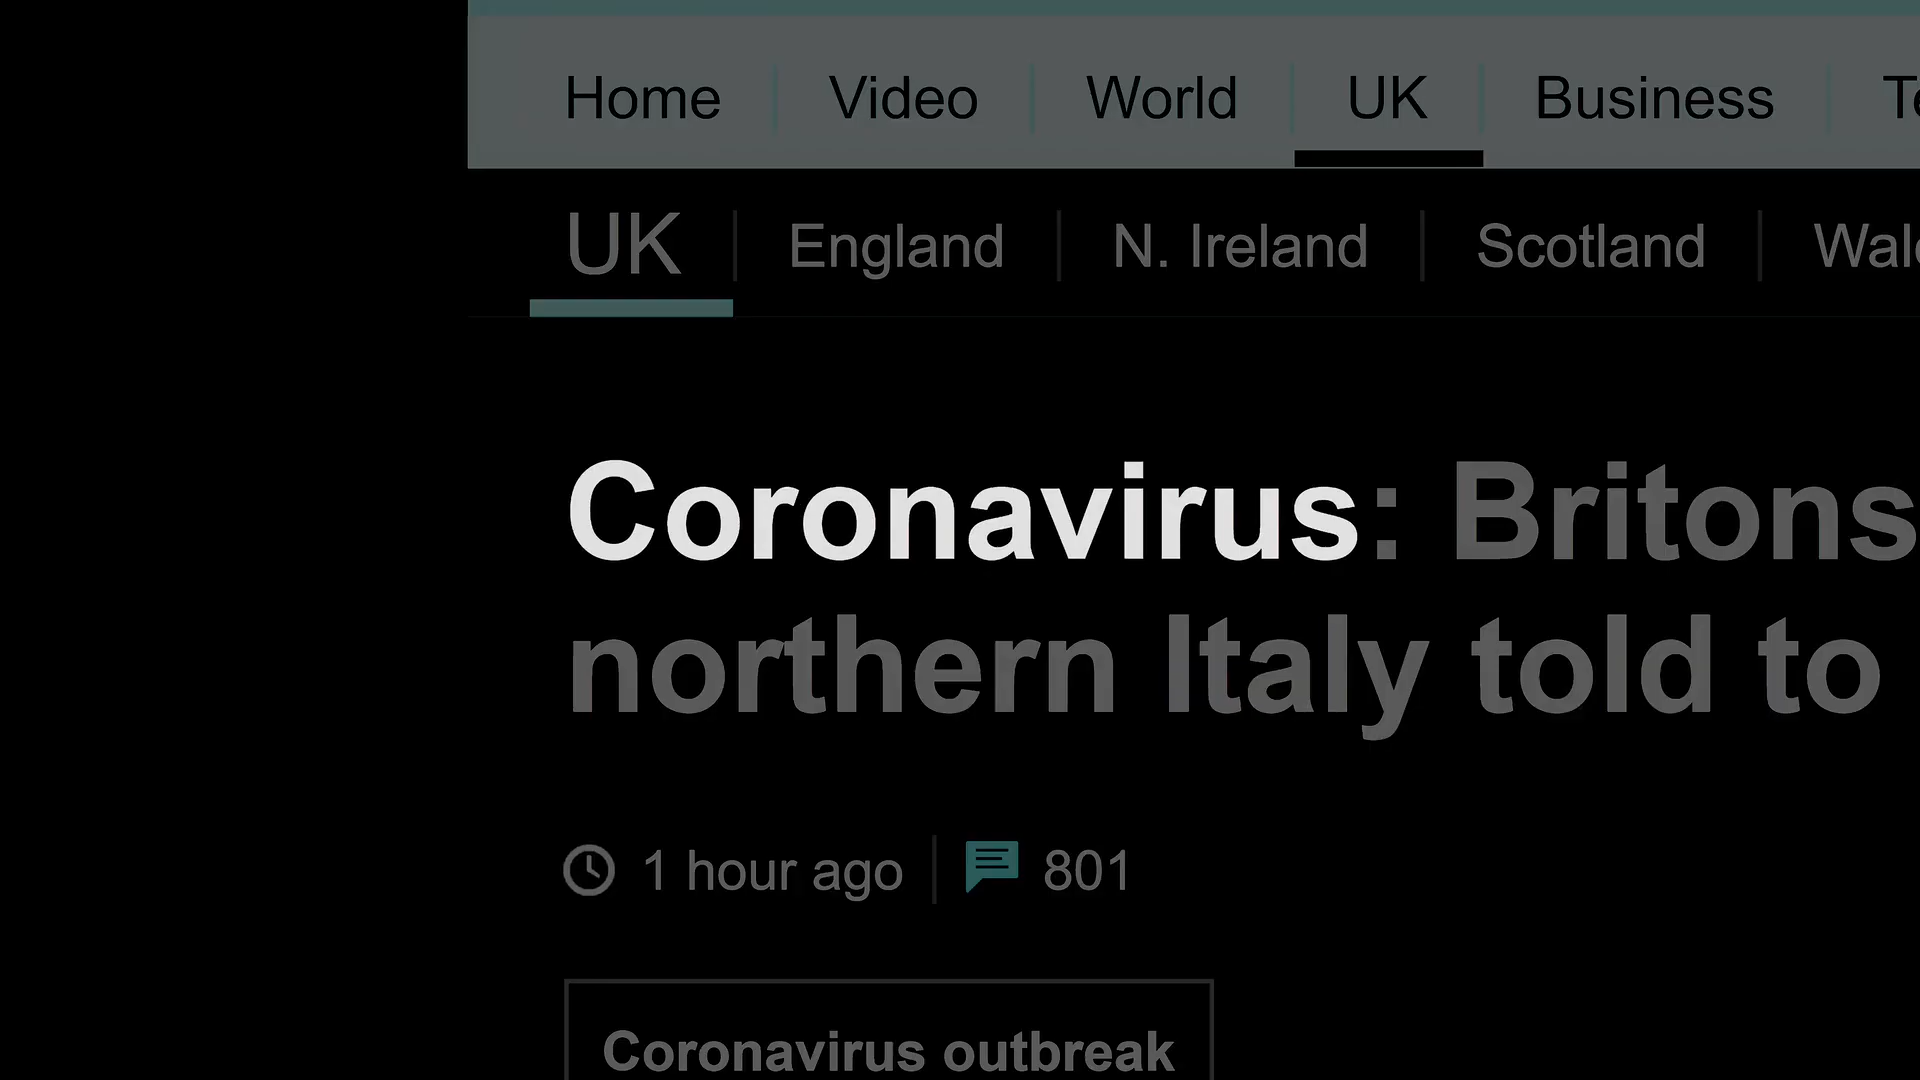 Home Video World UK Business
UK England N. Ireland Scotland
Coronavirus: Britons
northern Italy told to
1 hour ago 801
Coronavirus outbreak